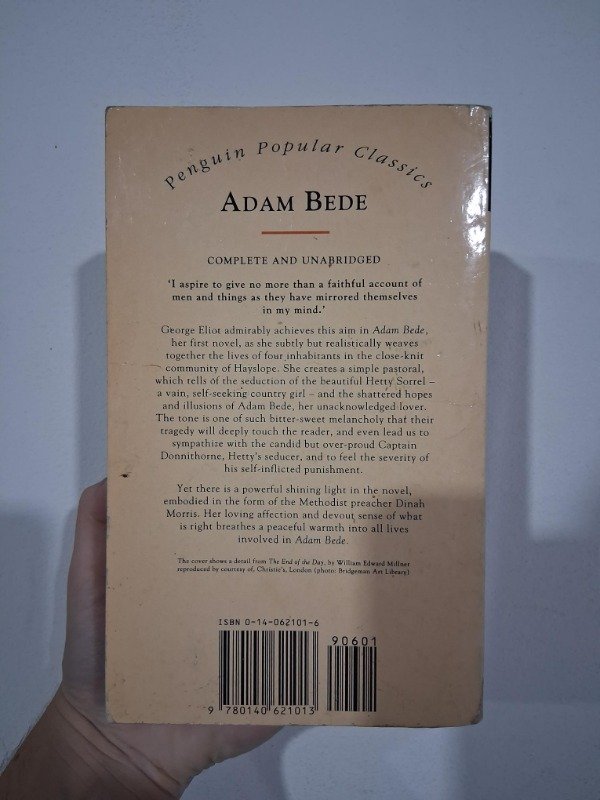 Penguin Popular Classics
ADAM BEDE
COMPLETE AND UNABRIDGED
'I aspire to give no more than a faithful account of
men and things as they have mirrored themselves
in my mind.'
George Eliot admirably achieves this aim in Adam Bede,
her first novel, as she subtly but realistically weaves
together the lives of four inhabitants in the close-knit
community of Hayslope. She creates a simple pastoral,
which tells of the seduction of the beautiful Hetty Sorrel –
a vain, self-seeking country girl – and the shattered hopes
and illusions of Adam Bede, her unacknowledged lover.
The tone is one of such bitter-sweet melancholy that their
tragedy will deeply touch the reader, and even lead us to
sympathize with the candid but over-proud Captain
Donnithorne, Hetty's seducer, and to feel the severity of
his self-inflicted punishment.
Yet there is a powerful shining light in the novel,
embodied in the form of the Methodist preacher Dinah
Morris. Her loving affection and devout sense of what
is right breathes a peaceful warmth into all lives
involved in Adam Bede.
The cover shows a detail from The End of the Day, by William Edward Millner
reproduced by courtesy of, Christie's, London (photo: Bridgeman Art Library)
ISBN 0-14-062101-6
90601
9 780140 621013